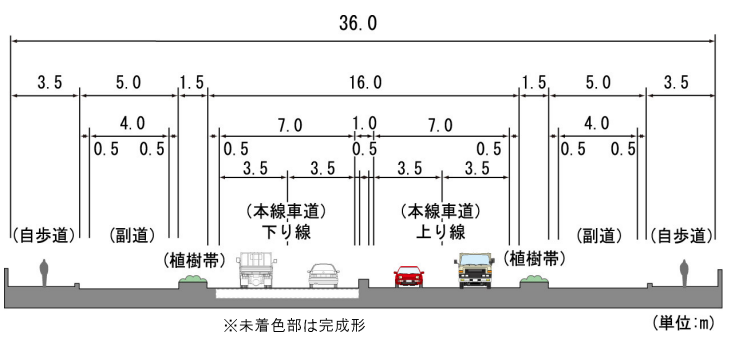 36.0
3.5 5.0 1.5 16.0 1.5 5.0 3.5
4.0 7.0 1.0 7.0 4.0
0.5 0.5 0.5 0.5 0.5 0.5 0.5
3.5 3.5 3.5 3.5
(本線車道) (本線車道)
(自歩道) (副道) 下り線 上り線 (副道) (自歩道)
(植樹帯) (植樹帯)
※未着色部は完成形 (単位:m)